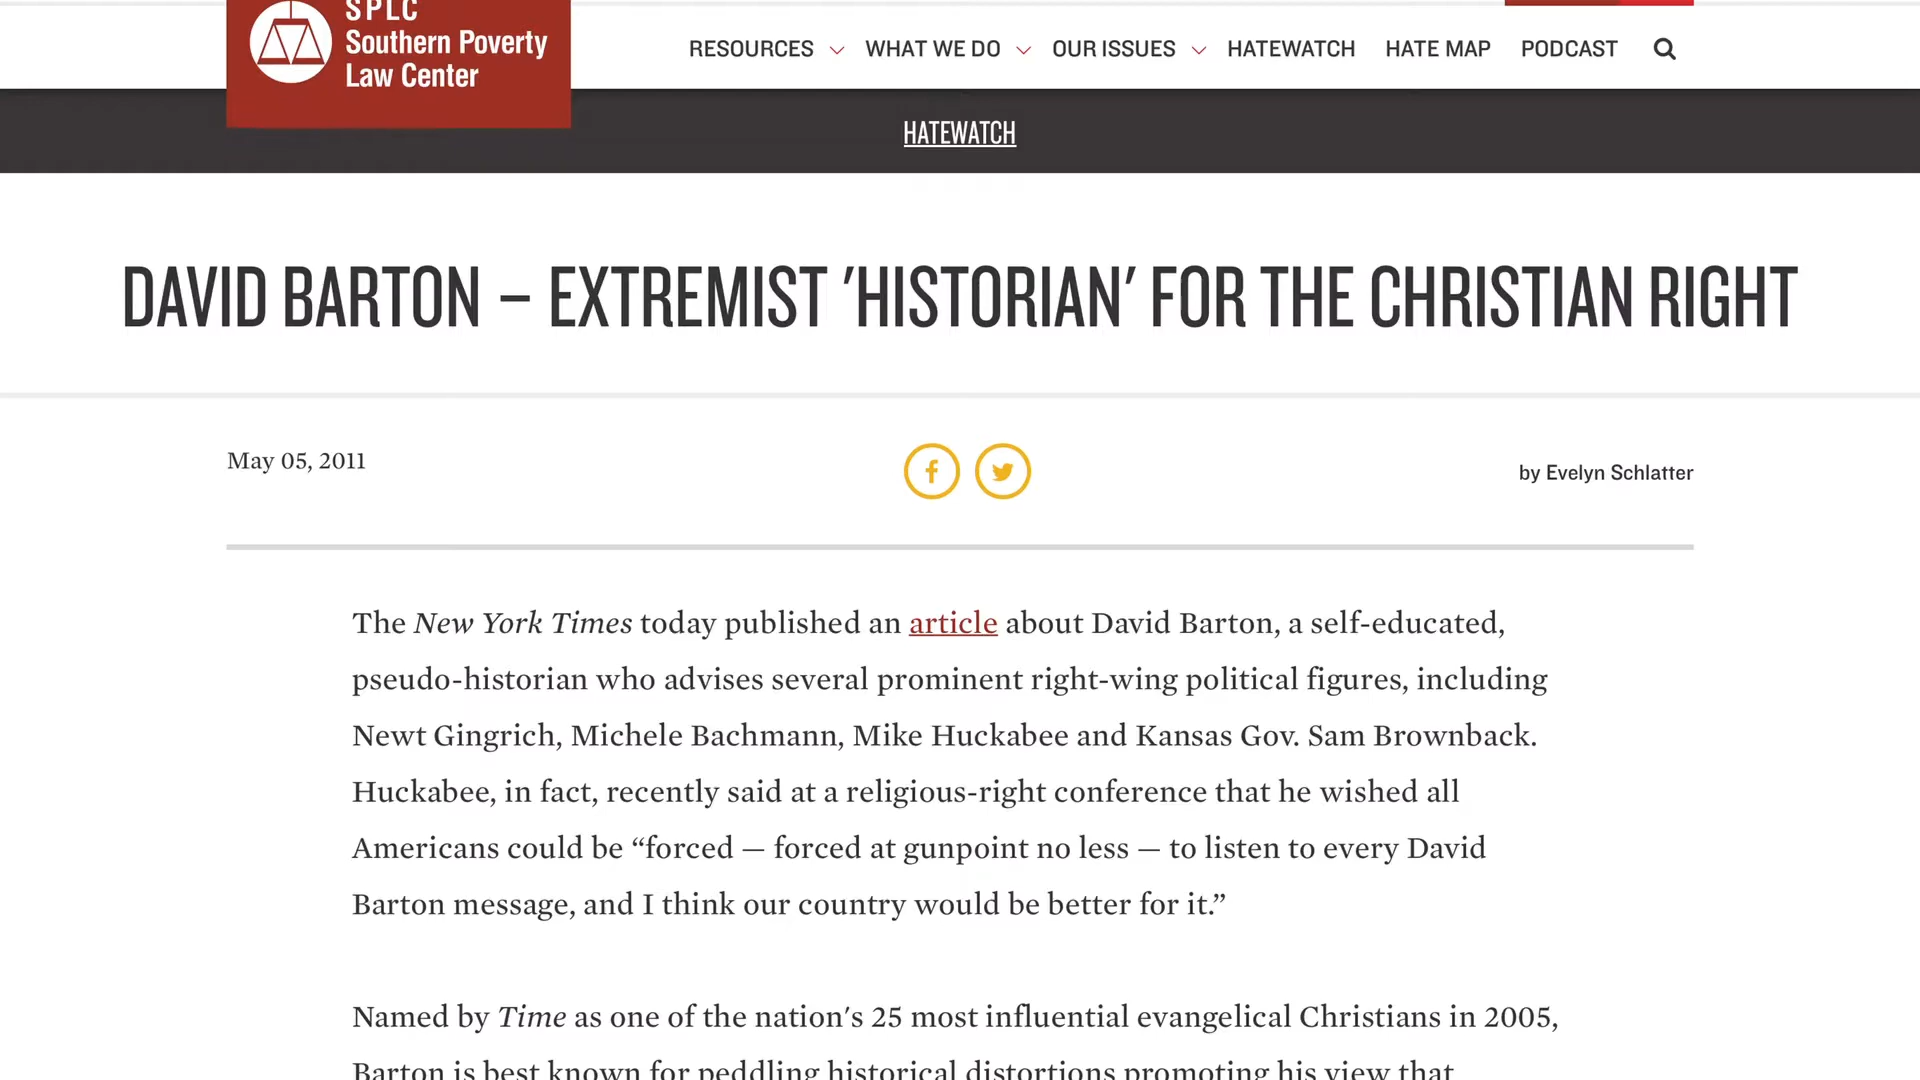 SPLC
Southern Poverty
Law Center
RESOURCES WHAT WE DO OUR ISSUES HATEWATCH HATE MAP PODCAST
HATEWATCH
DAVID BARTON – EXTREMIST 'HISTORIAN' FOR THE CHRISTIAN RIGHT
May 05, 2011
by Evelyn Schlatter
The New York Times today published an article about David Barton, a self-educated,
pseudo-historian who advises several prominent right-wing political figures, including
Newt Gingrich, Michele Bachmann, Mike Huckabee and Kansas Gov. Sam Brownback.
Huckabee, in fact, recently said at a religious-right conference that he wished all
Americans could be “forced — forced at gunpoint no less — to listen to every David
Barton message, and I think our country would be better for it.”
Named by Time as one of the nation's 25 most influential evangelical Christians in 2005,
Barton is best known for peddling historical distortions promoting his view that